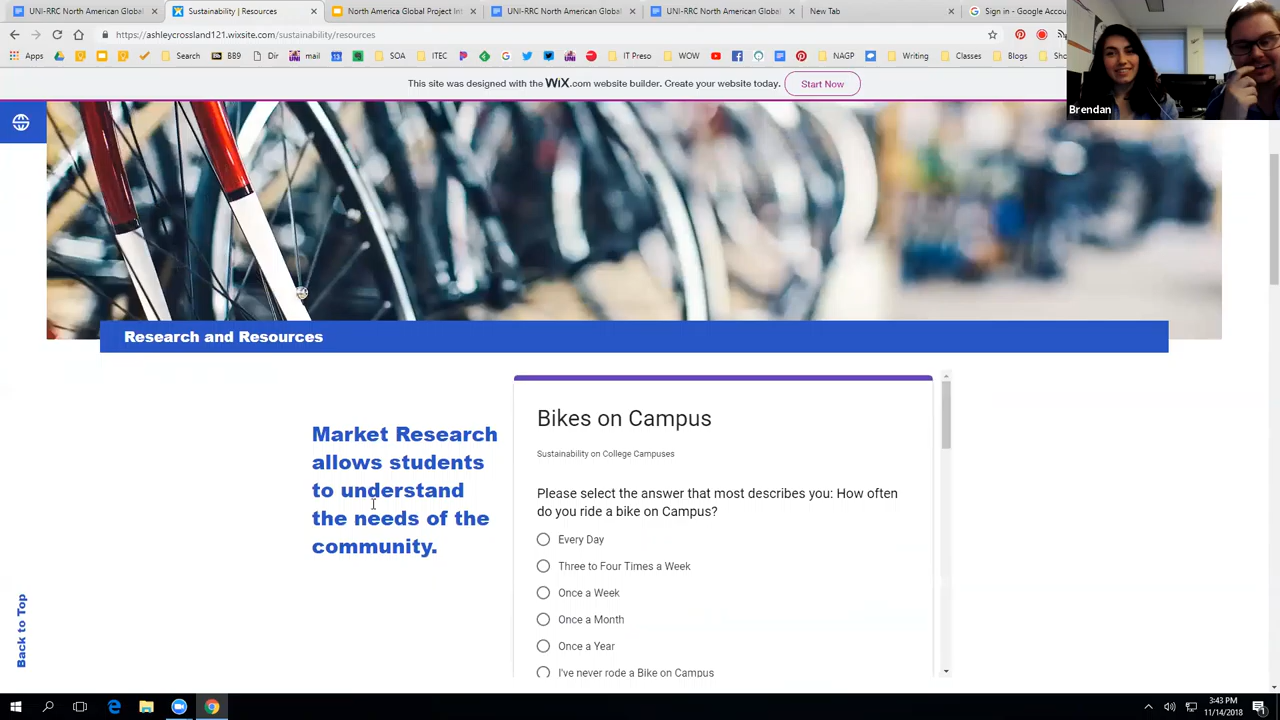 UNI-RRC North American Global
Sustainability | Resources
North America Global Project Int
UNI-RRC North American Global
UNI-RRC North American Global
New Tab
Sign in - Google Accou
https://ashleycrossland121.wixsite.com/sustainability/resources
Apps
Search
BB9
Dir
mail
SOA
ITEC
IT Preso
WOW
NAGP
Writing
Classes
Blogs
Sho
This site was designed with the WiX.com website builder. Create your website today.
Start Now
Brendan
Research and Resources
Market Research
allows students
to understand
the needs of the
community.
Bikes on Campus
Sustainability on College Campuses
Please select the answer that most describes you: How often
do you ride a bike on Campus?
Every Day
Three to Four Times a Week
Once a Week
Once a Month
Once a Year
I've never rode a Bike on Campus
Back to Top
3:43 PM
11/14/2018